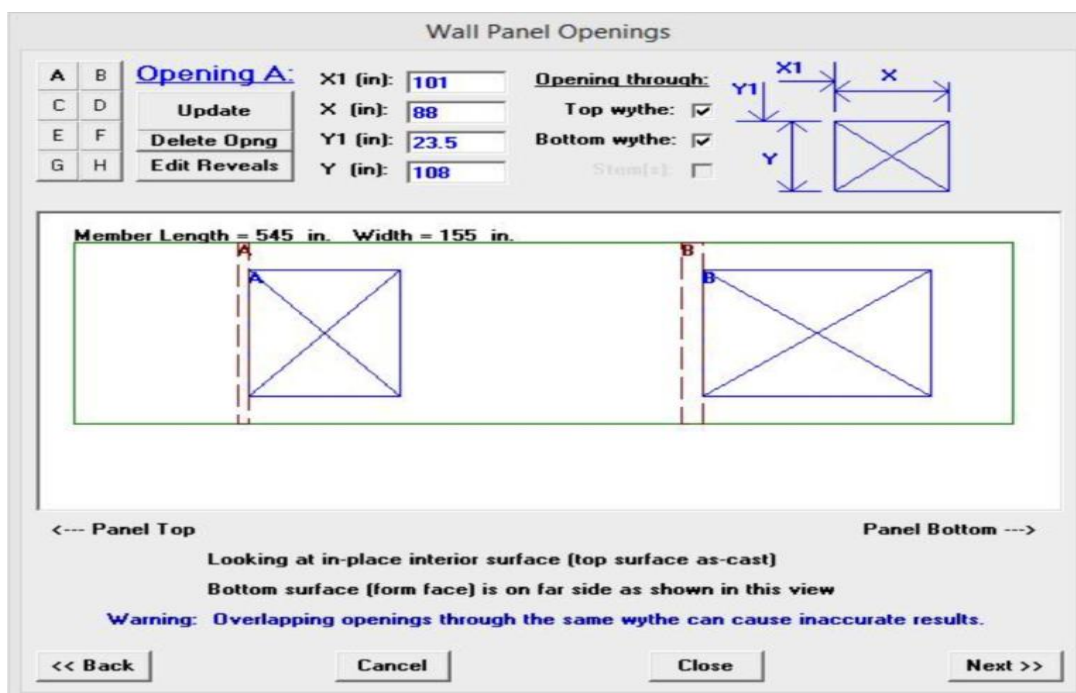 Wall Panel Openings
A B Opening A: X1 (in): 101 Opening through: X1 X
C D Update X (in): 88 Top wythe: Y1
E F Delete Opng Y1 (in): 23.5 Bottom wythe: Y
G H Edit Reveals Y (in): 108 Stem(s):
Member Length = 545 in. Width = 155 in.
A B
A B
<--- Panel Top Panel Bottom --->
Looking at in-place interior surface (top surface as-cast)
Bottom surface (form face) is on far side as shown in this view
Warning: Overlapping openings through the same wythe can cause inaccurate results.
<< Back Cancel Close Next >>